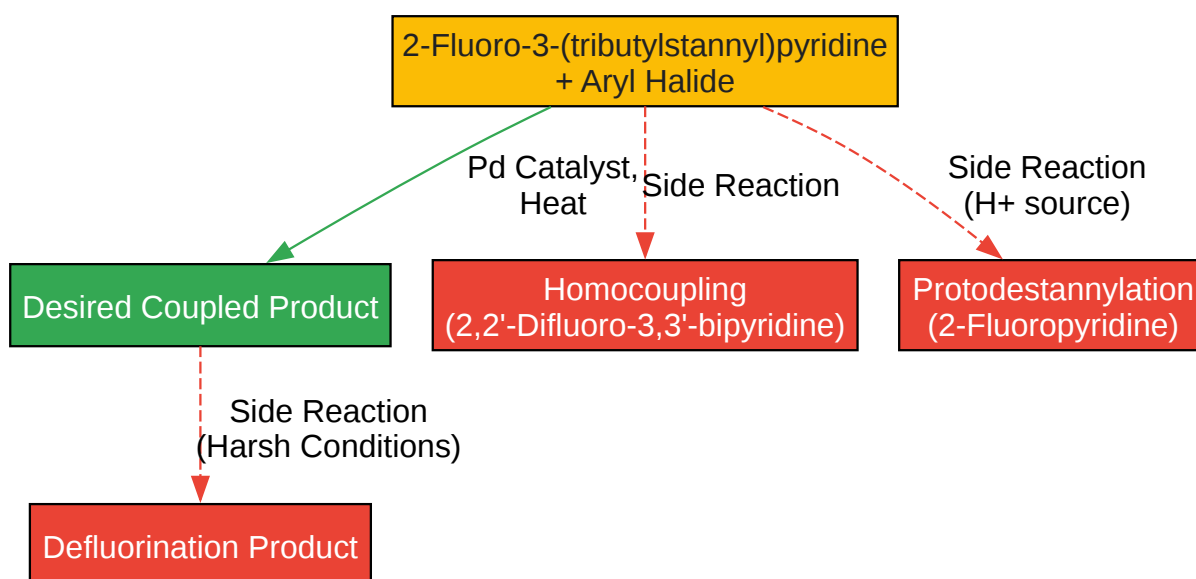 2-Fluoro-3-(tributylstannyl)pyridine
+ Aryl Halide
Pd Catalyst,
Heat
Side Reaction
Side Reaction
(H+ source)
Desired Coupled Product
Homocoupling
(2,2'-Difluoro-3,3'-bipyridine)
Protodestannylation
(2-Fluoropyridine)
Side Reaction
(Harsh Conditions)
Defluorination Product